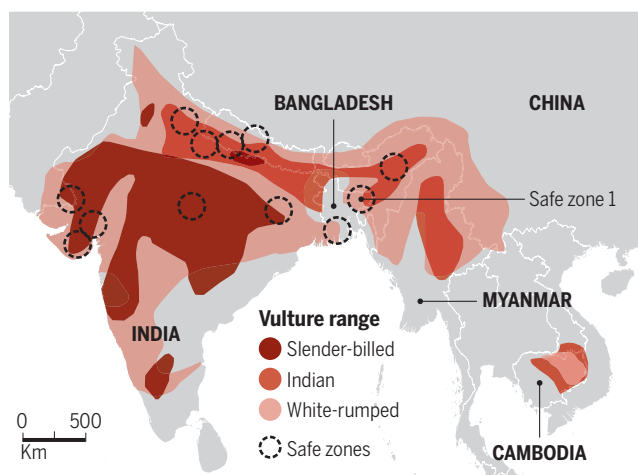 BANGLADESH
CHINA
Safe zone 1
MYANMAR
INDIA
Vulture range
Slender-billed
Indian
White-rumped
Safe zones
0 500
Km
CAMBODIA